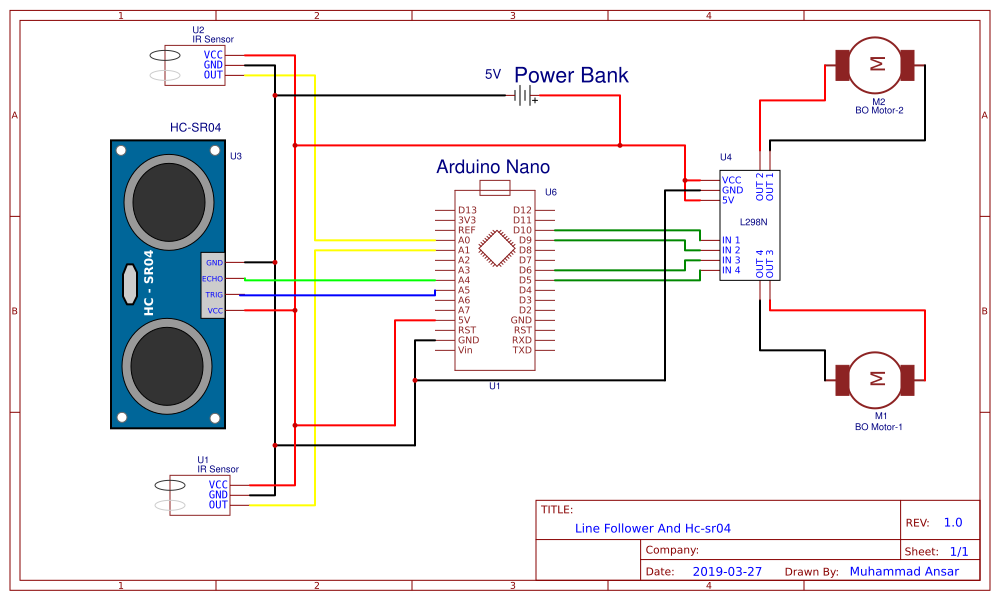 1 2 3 4
A
B
A
B
U2
IR Sensor
VCC
GND
OUT
5V Power Bank
+
M
M2
BO Motor-2
HC-SR04
U3
HC - SR04
GND
ECHO
TRIG
VCC
Arduino Nano
U6
D13 D12
3V3 D11
REF D10
A0 D9
A1 D8
A2 D7
A3 D6
A4 D5
A5 D4
A6 D3
A7 D2
5V GND
RST RST
GND RXD
Vin TXD
U1
U4
VCC
GND
5V
OUT 2
OUT 1
L298N
IN 1
IN 2
IN 3
IN 4
OUT 4
OUT 3
M
M1
BO Motor-1
U1
IR Sensor
VCC
GND
OUT
TITLE:
Line Follower And Hc-sr04
REV: 1.0
Company:
Sheet: 1/1
Date: 2019-03-27 Drawn By: Muhammad Ansar
1 2 3 4